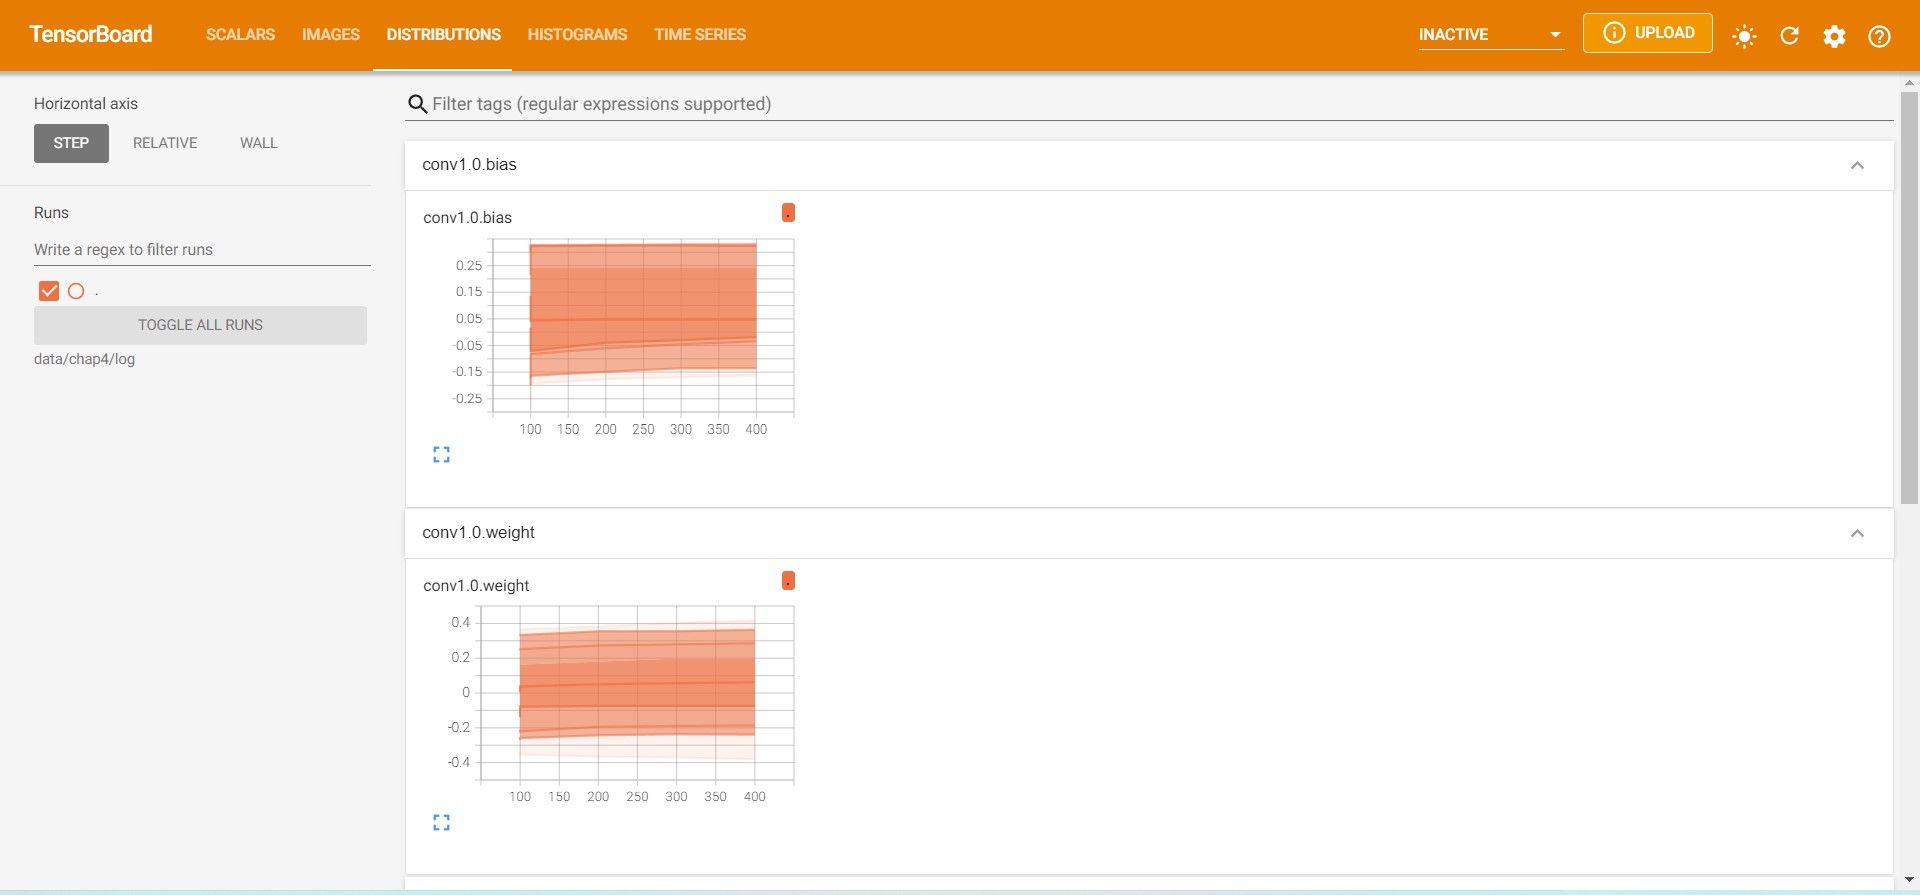 TensorBoard SCALARS IMAGES DISTRIBUTIONS HISTOGRAMS TIME SERIES INACTIVE UPLOAD
Horizontal axis
STEP RELATIVE WALL
Runs
Write a regex to filter runs
.
TOGGLE ALL RUNS
data/chap4/log
Filter tags (regular expressions supported)
conv1.0.bias
conv1.0.bias
.
0.25
0.15
0.05
-0.05
-0.15
-0.25
100 150 200 250 300 350 400
conv1.0.weight
conv1.0.weight
.
0.4
0.2
0
-0.2
-0.4
100 150 200 250 300 350 400